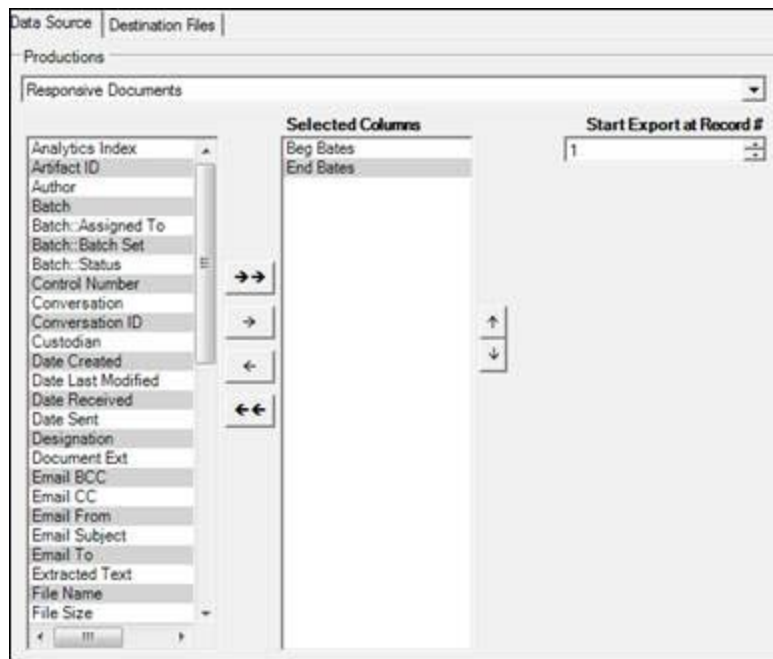 Data Source
Destination Files
Productions
Responsive Documents
Selected Columns
Start Export at Record #
Analytics Index
Artifact ID
Author
Batch
Batch::Assigned To
Batch::Batch Set
Batch::Status
Control Number
Conversation
Conversation ID
Custodian
Date Created
Date Last Modified
Date Received
Date Sent
Designation
Document Ext
Email BCC
Email CC
Email From
Email Subject
Email To
Extracted Text
File Name
File Size
Beg Bates
End Bates
1